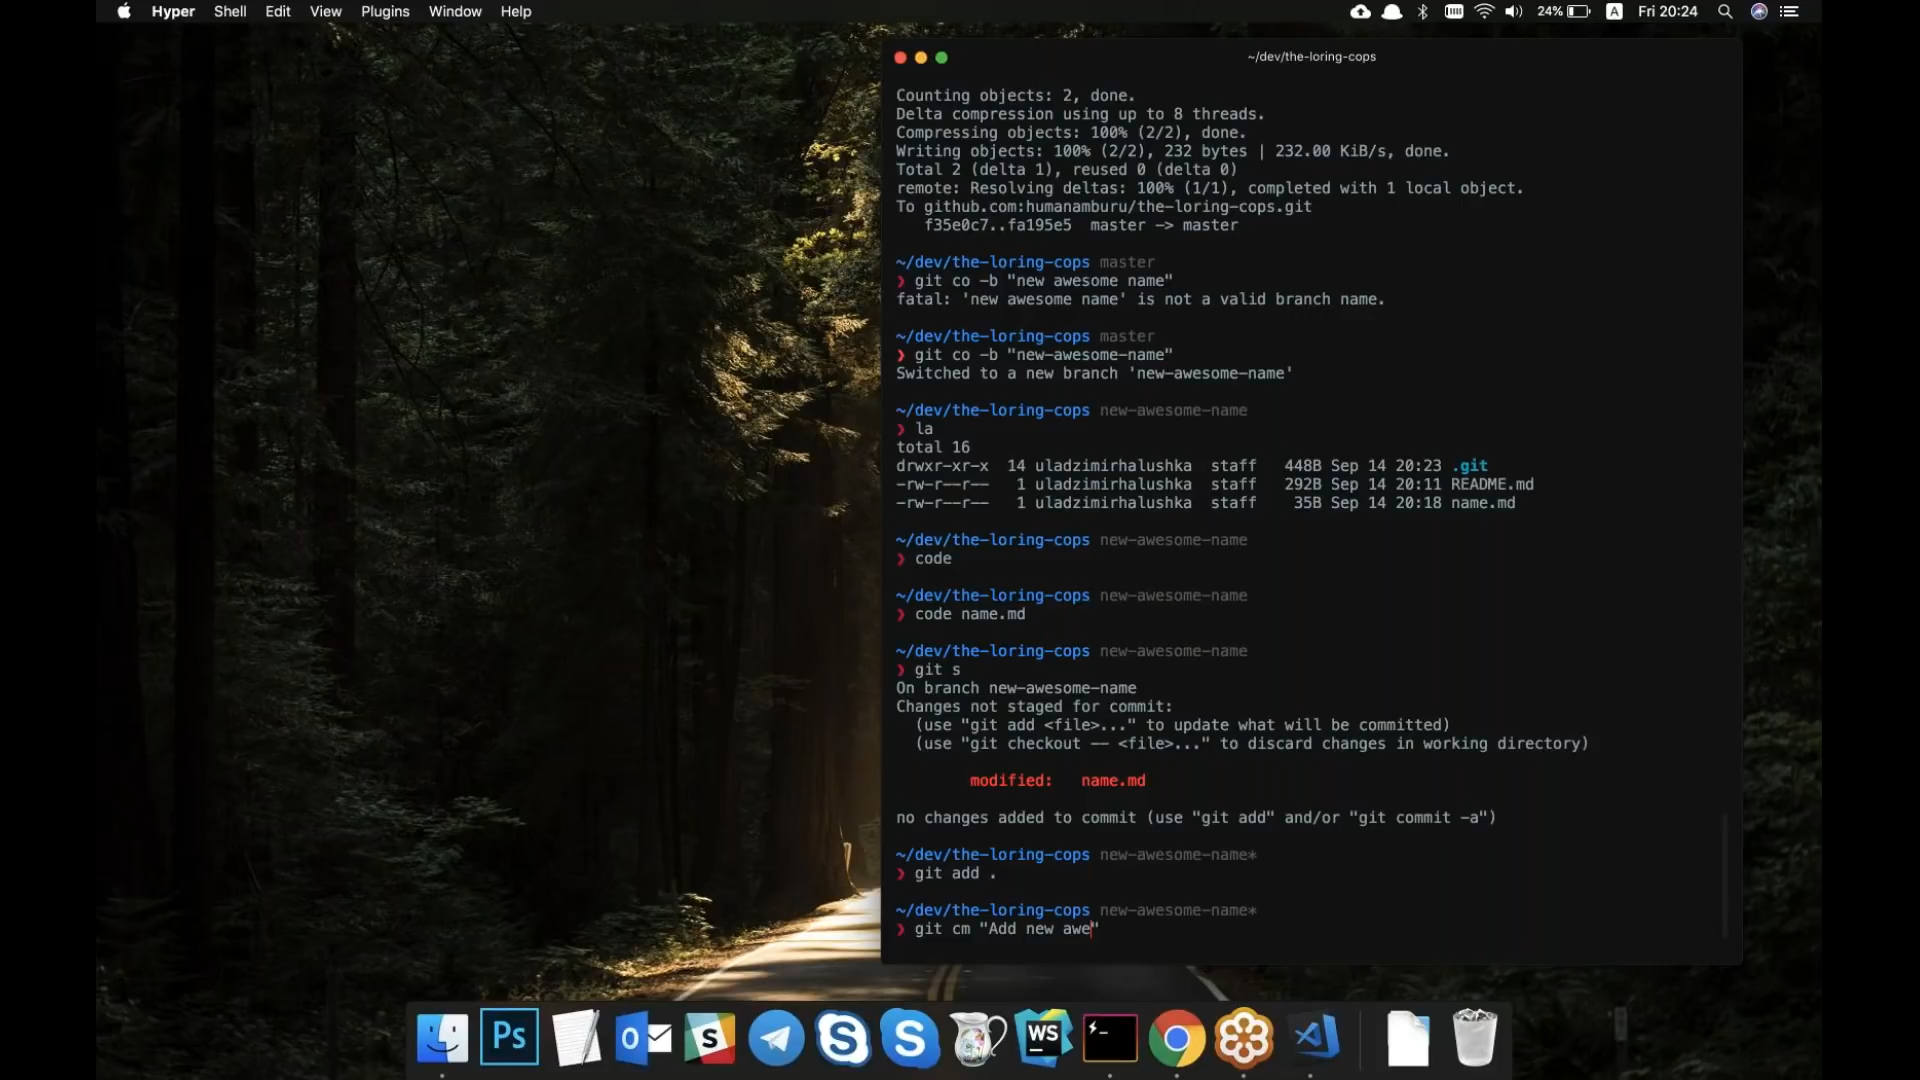 Hyper Shell Edit View Plugins Window Help
24% A Fri 20:24
~/dev/the-loring-cops
Counting objects: 2, done.
Delta compression using up to 8 threads.
Compressing objects: 100% (2/2), done.
Writing objects: 100% (2/2), 232 bytes | 232.00 KiB/s, done.
Total 2 (delta 1), reused 0 (delta 0)
remote: Resolving deltas: 100% (1/1), completed with 1 local object.
To github.com:humanamburu/the-loring-cops.git
f35e0c7..fa195e5  master -> master
~/dev/the-loring-cops master
❯ git co -b "new awesome name"
fatal: 'new awesome name' is not a valid branch name.
~/dev/the-loring-cops master
❯ git co -b "new-awesome-name"
Switched to a new branch 'new-awesome-name'
~/dev/the-loring-cops new-awesome-name
❯ la
total 16
drwxr-xr-x  14 uladzimirhalushka  staff   448B Sep 14 20:23 .git
-rw-r--r--   1 uladzimirhalushka  staff   292B Sep 14 20:11 README.md
-rw-r--r--   1 uladzimirhalushka  staff    35B Sep 14 20:18 name.md
~/dev/the-loring-cops new-awesome-name
❯ code
~/dev/the-loring-cops new-awesome-name
❯ code name.md
~/dev/the-loring-cops new-awesome-name
❯ git s
On branch new-awesome-name
Changes not staged for commit:
(use "git add <file>..." to update what will be committed)
(use "git checkout -- <file>..." to discard changes in working directory)
modified:   name.md
no changes added to commit (use "git add" and/or "git commit -a")
~/dev/the-loring-cops new-awesome-name*
❯ git add .
~/dev/the-loring-cops new-awesome-name*
❯ git cm "Add new awe"
Ps
WS